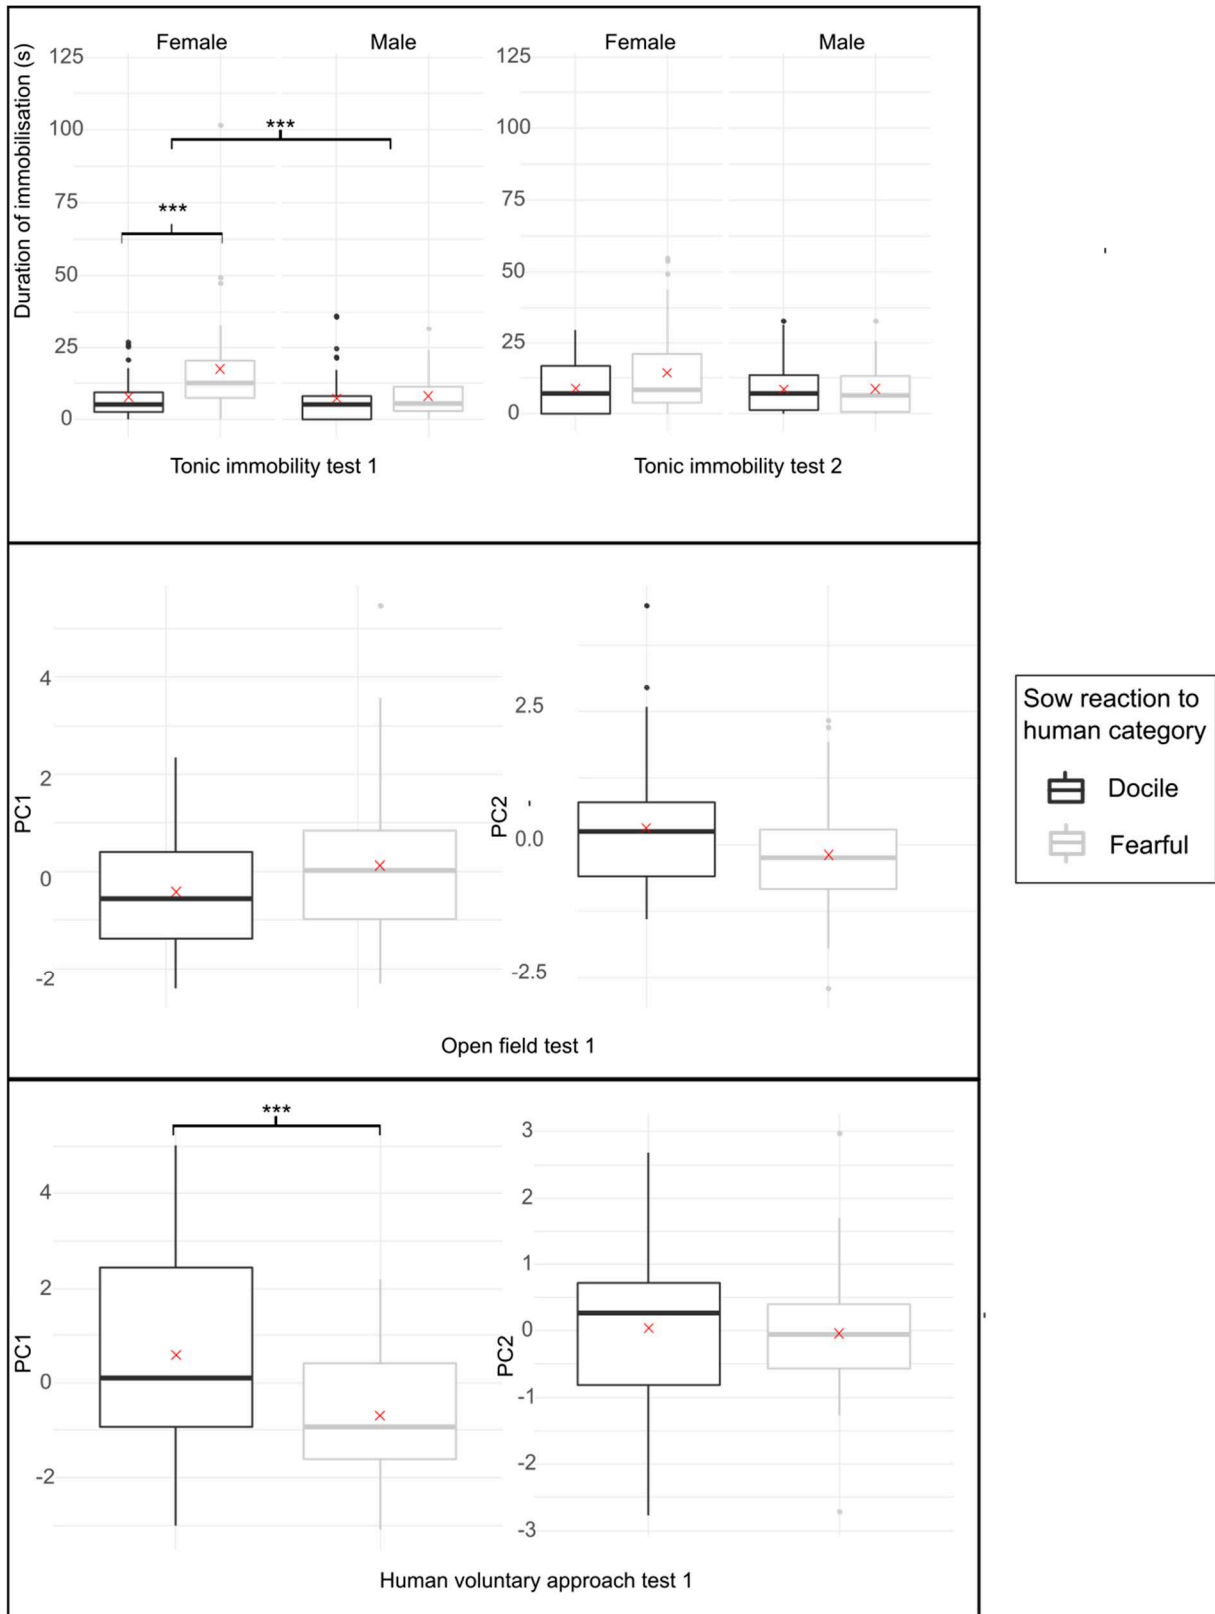 Female Male Female Male
Duration of immobilisation (s)
125
100
75
50
25
0
***
***
125
100
75
50
25
0
Tonic immobility test 1
Tonic immobility test 2
PC1
4
2
0
-2
PC2
2.5
0.0
-2.5
Open field test 1
Sow reaction to
human category
Docile
Fearful
***
PC1
4
2
0
-2
PC2
3
2
1
0
-1
-2
-3
Human voluntary approach test 1